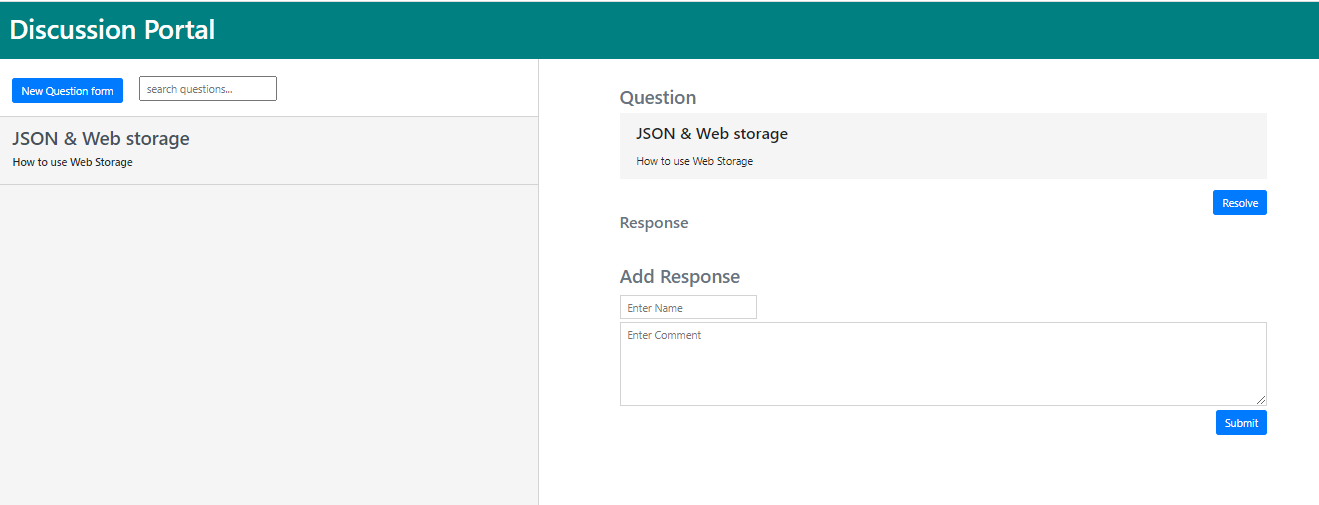 Discussion Portal
New Question form
search questions...
JSON & Web storage
How to use Web Storage
Question
JSON & Web storage
How to use Web Storage
Resolve
Response
Add Response
Enter Name
Enter Comment
Submit